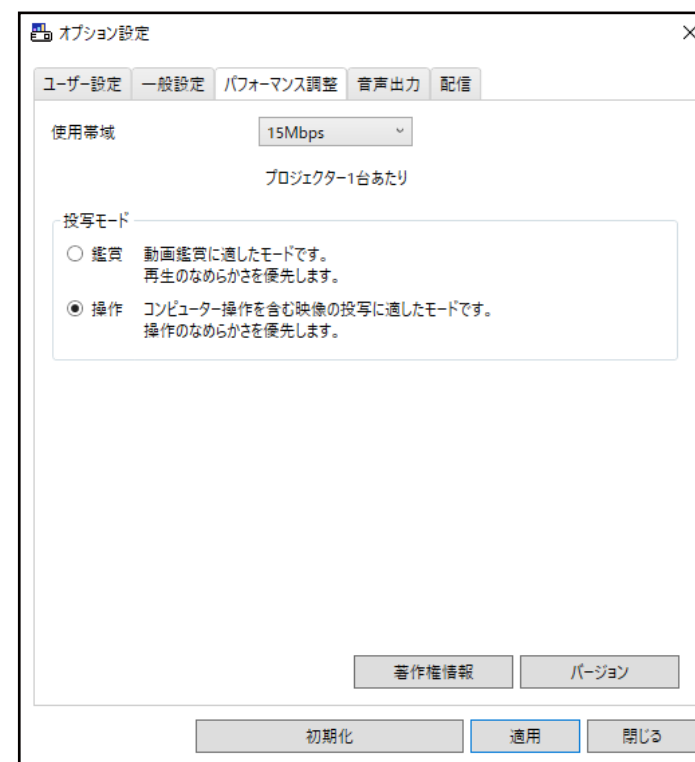 オプション設定
ユーザー設定 一般設定 パフォーマンス調整 音声出力 配信
使用帯域 15Mbps
プロジェクター1台あたり
投写モード
鑑賞 動画鑑賞に適したモードです。
再生のなめらかさを優先します。
操作 コンピューター操作を含む映像の投写に適したモードです。
操作のなめらかさを優先します。
著作権情報 バージョン
初期化 適用 閉じる